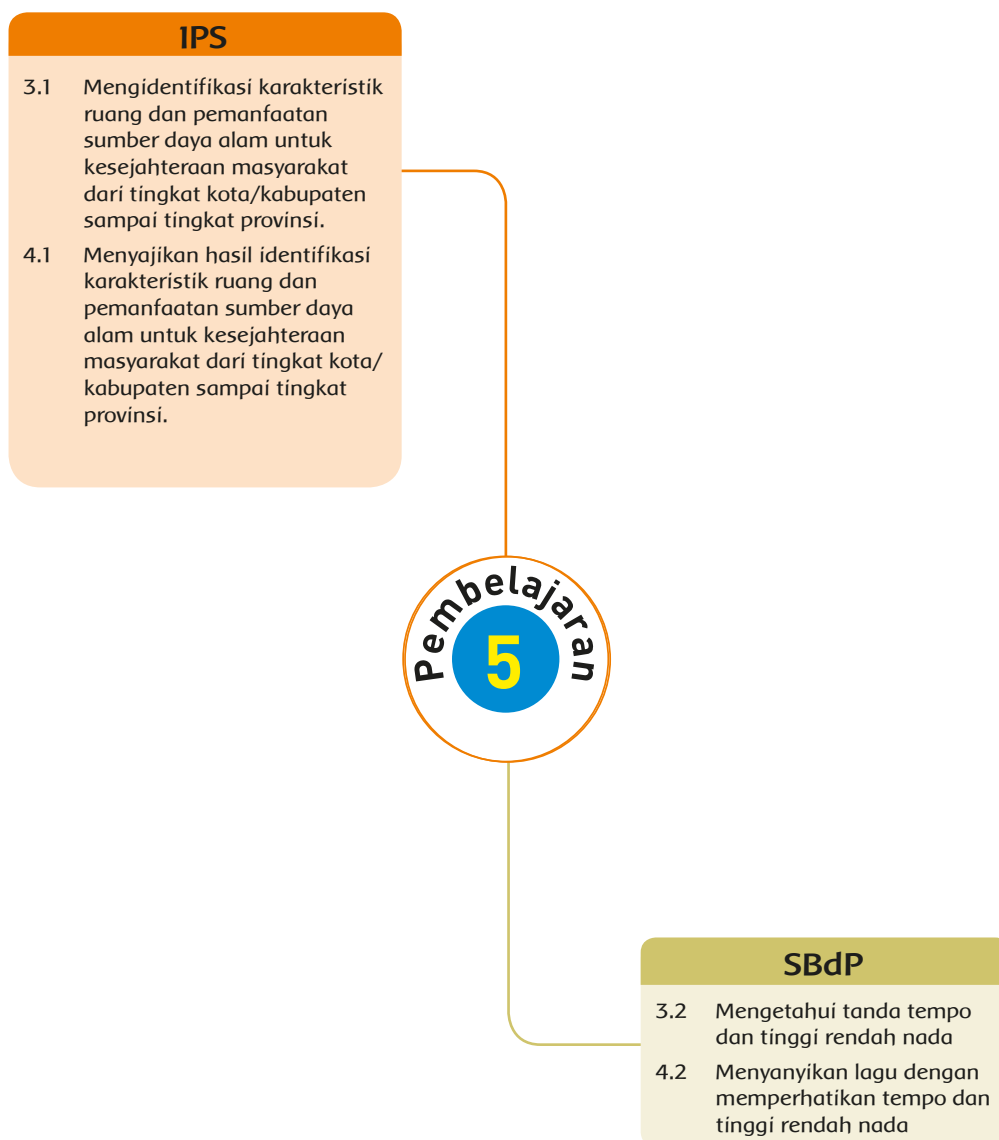 IPS
3.1 Mengidentifikasi karakteristik
ruang dan pemanfaatan
sumber daya alam untuk
kesejahteraan masyarakat
dari tingkat kota/kabupaten
sampai tingkat provinsi.
4.1 Menyajikan hasil identifikasi
karakteristik ruang dan
pemanfaatan sumber daya
alam untuk kesejahteraan
masyarakat dari tingkat kota/
kabupaten sampai tingkat
provinsi.
Pembelajaran
5
SBdP
3.2 Mengetahui tanda tempo
dan tinggi rendah nada
4.2 Menyanyikan lagu dengan
memperhatikan tempo dan
tinggi rendah nada